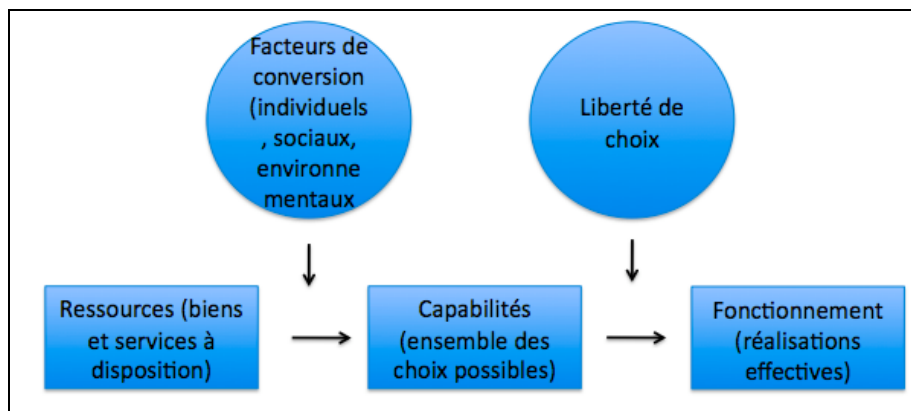 Facteurs de
conversion
(individuels
, sociaux,
environne
mentaux
Liberté de
choix
Ressources (biens
et services à
disposition)
Capabilités
(ensemble des
choix possibles)
Fonctionnement
(réalisations
effectives)